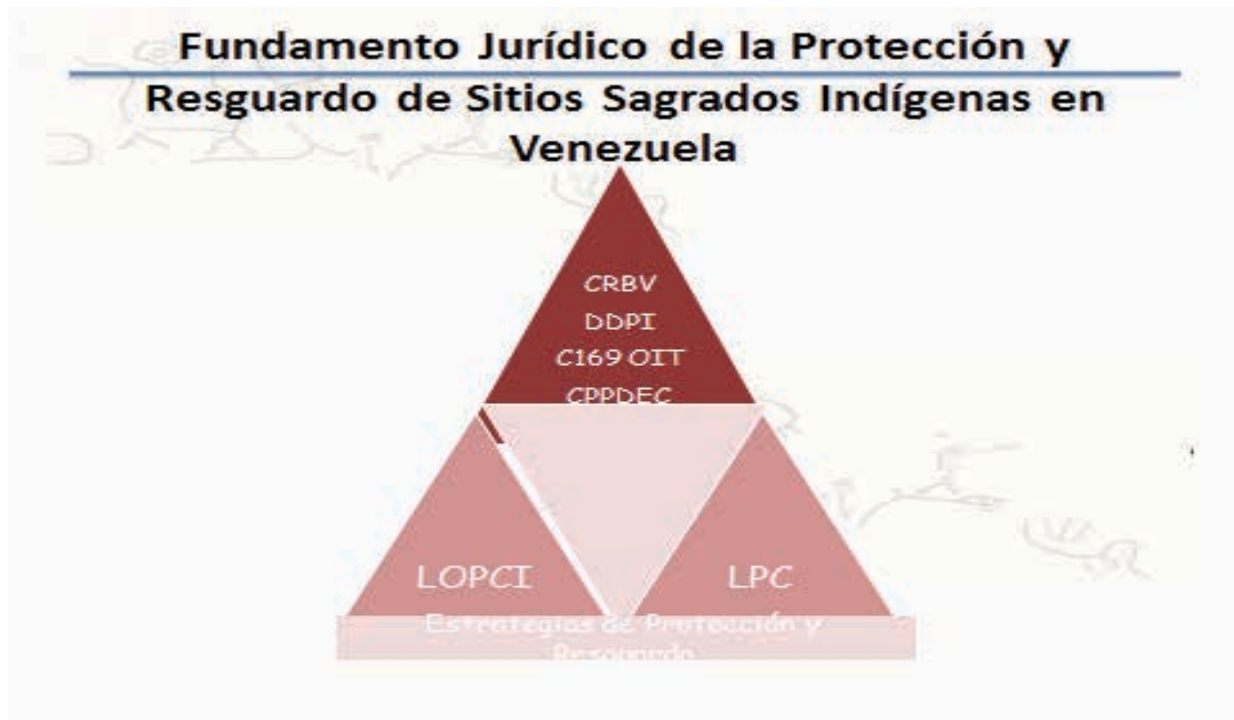 Fundamento Jurídico de la Protección y
Resguardo de Sitios Sagrados Indígenas en
Venezuela
CRBV
DDPI
C169 OIT
CPPDEC
LOPCI LPC
Estrategias de Protección y
Resguardo